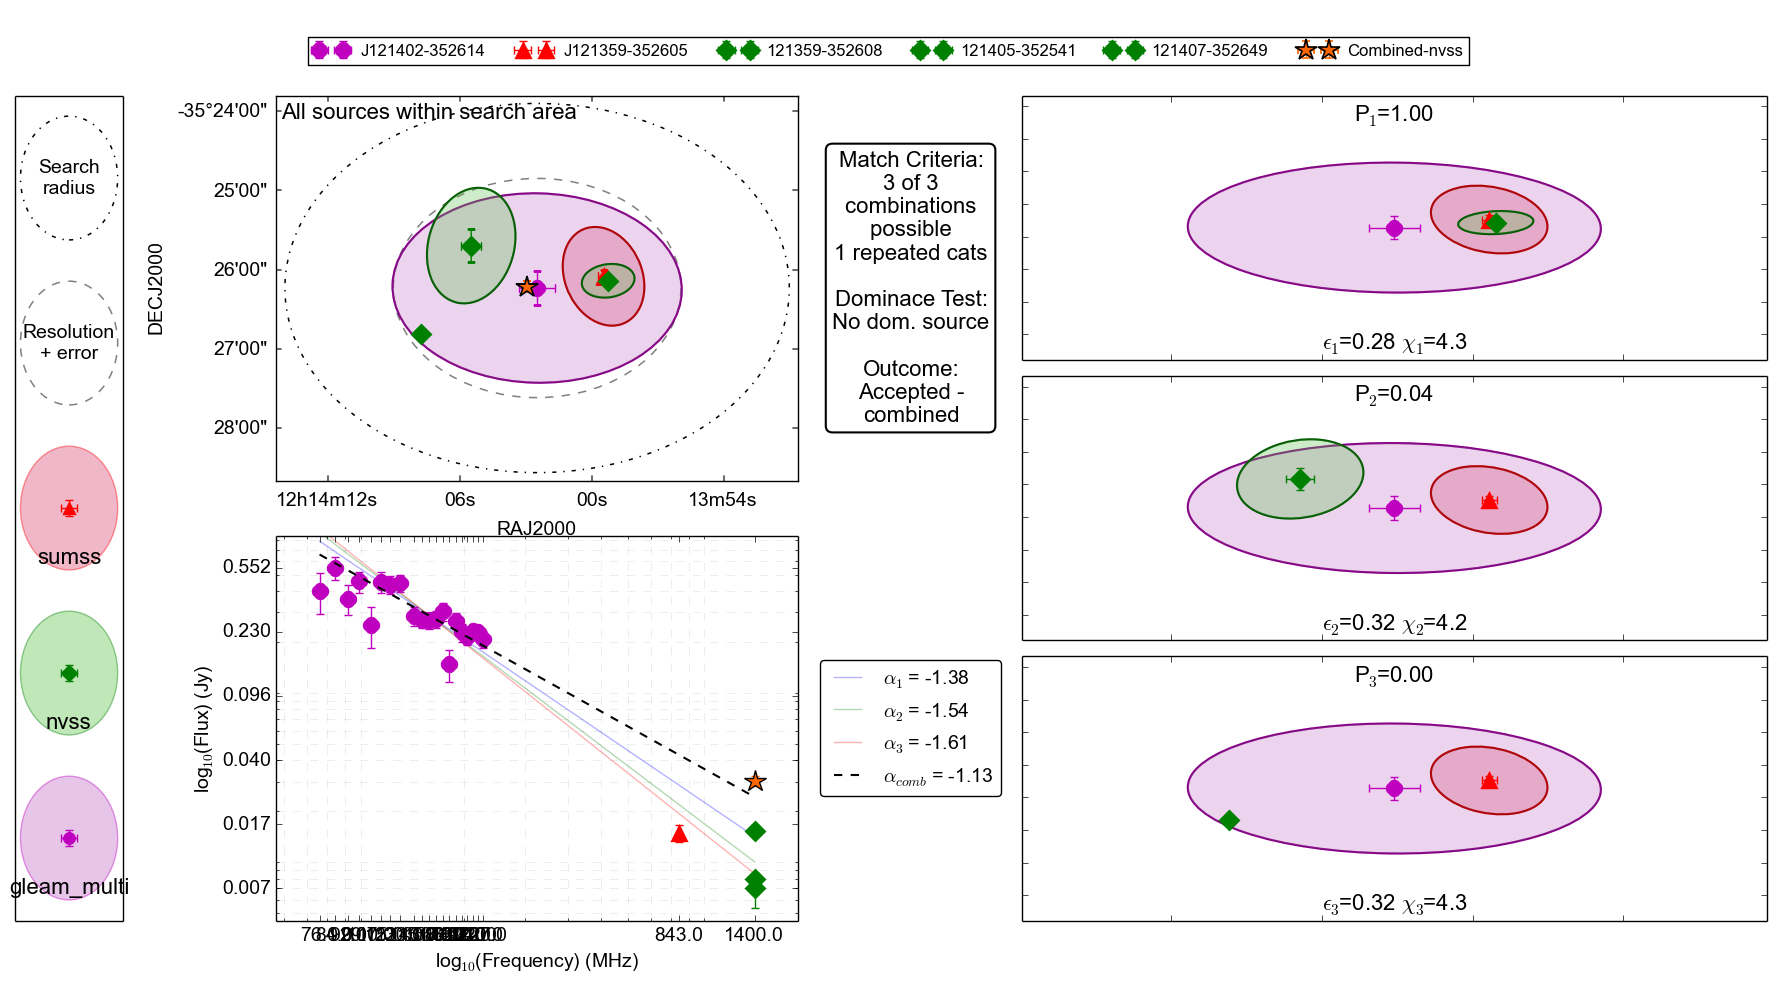 J121402-352614 J121359-352605 121359-352608 121405-352541 121407-352649 Combined-nvss
Search
radius
Resolution
+ error
sumss
nvss
gleam_multi
All sources within search area
-35°24'00"
25'00"
26'00"
27'00"
28'00"
DECJ2000
12h14m12s 06s 00s 13m54s
RAJ2000
Match Criteria:
3 of 3
combinations
possible
1 repeated cats
Dominace Test:
No dom. source
Outcome:
Accepted -
combined
P1=1.00
ϵ1=0.28 χ1=4.3
P2=0.04
ϵ2=0.32 χ2=4.2
P3=0.00
ϵ3=0.32 χ3=4.3
0.552
0.230
0.096
0.040
0.017
0.007
log10(Flux) (Jy)
843.0 1400.0
log10(Frequency) (MHz)
α1 = -1.38
α2 = -1.54
α3 = -1.61
αcomb = -1.13